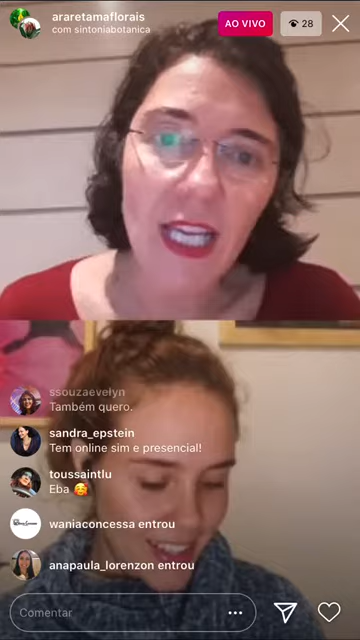 araretamaflorais
AO VIVO
28
com sintoniabotanica
ssouzaevelyn
Também quero.
sandra_epstein
Tem online sim e presencial!
toussaintlu
Eba 🥰
waniaconcessa entrou
anapaula_lorenzon entrou
Comentar